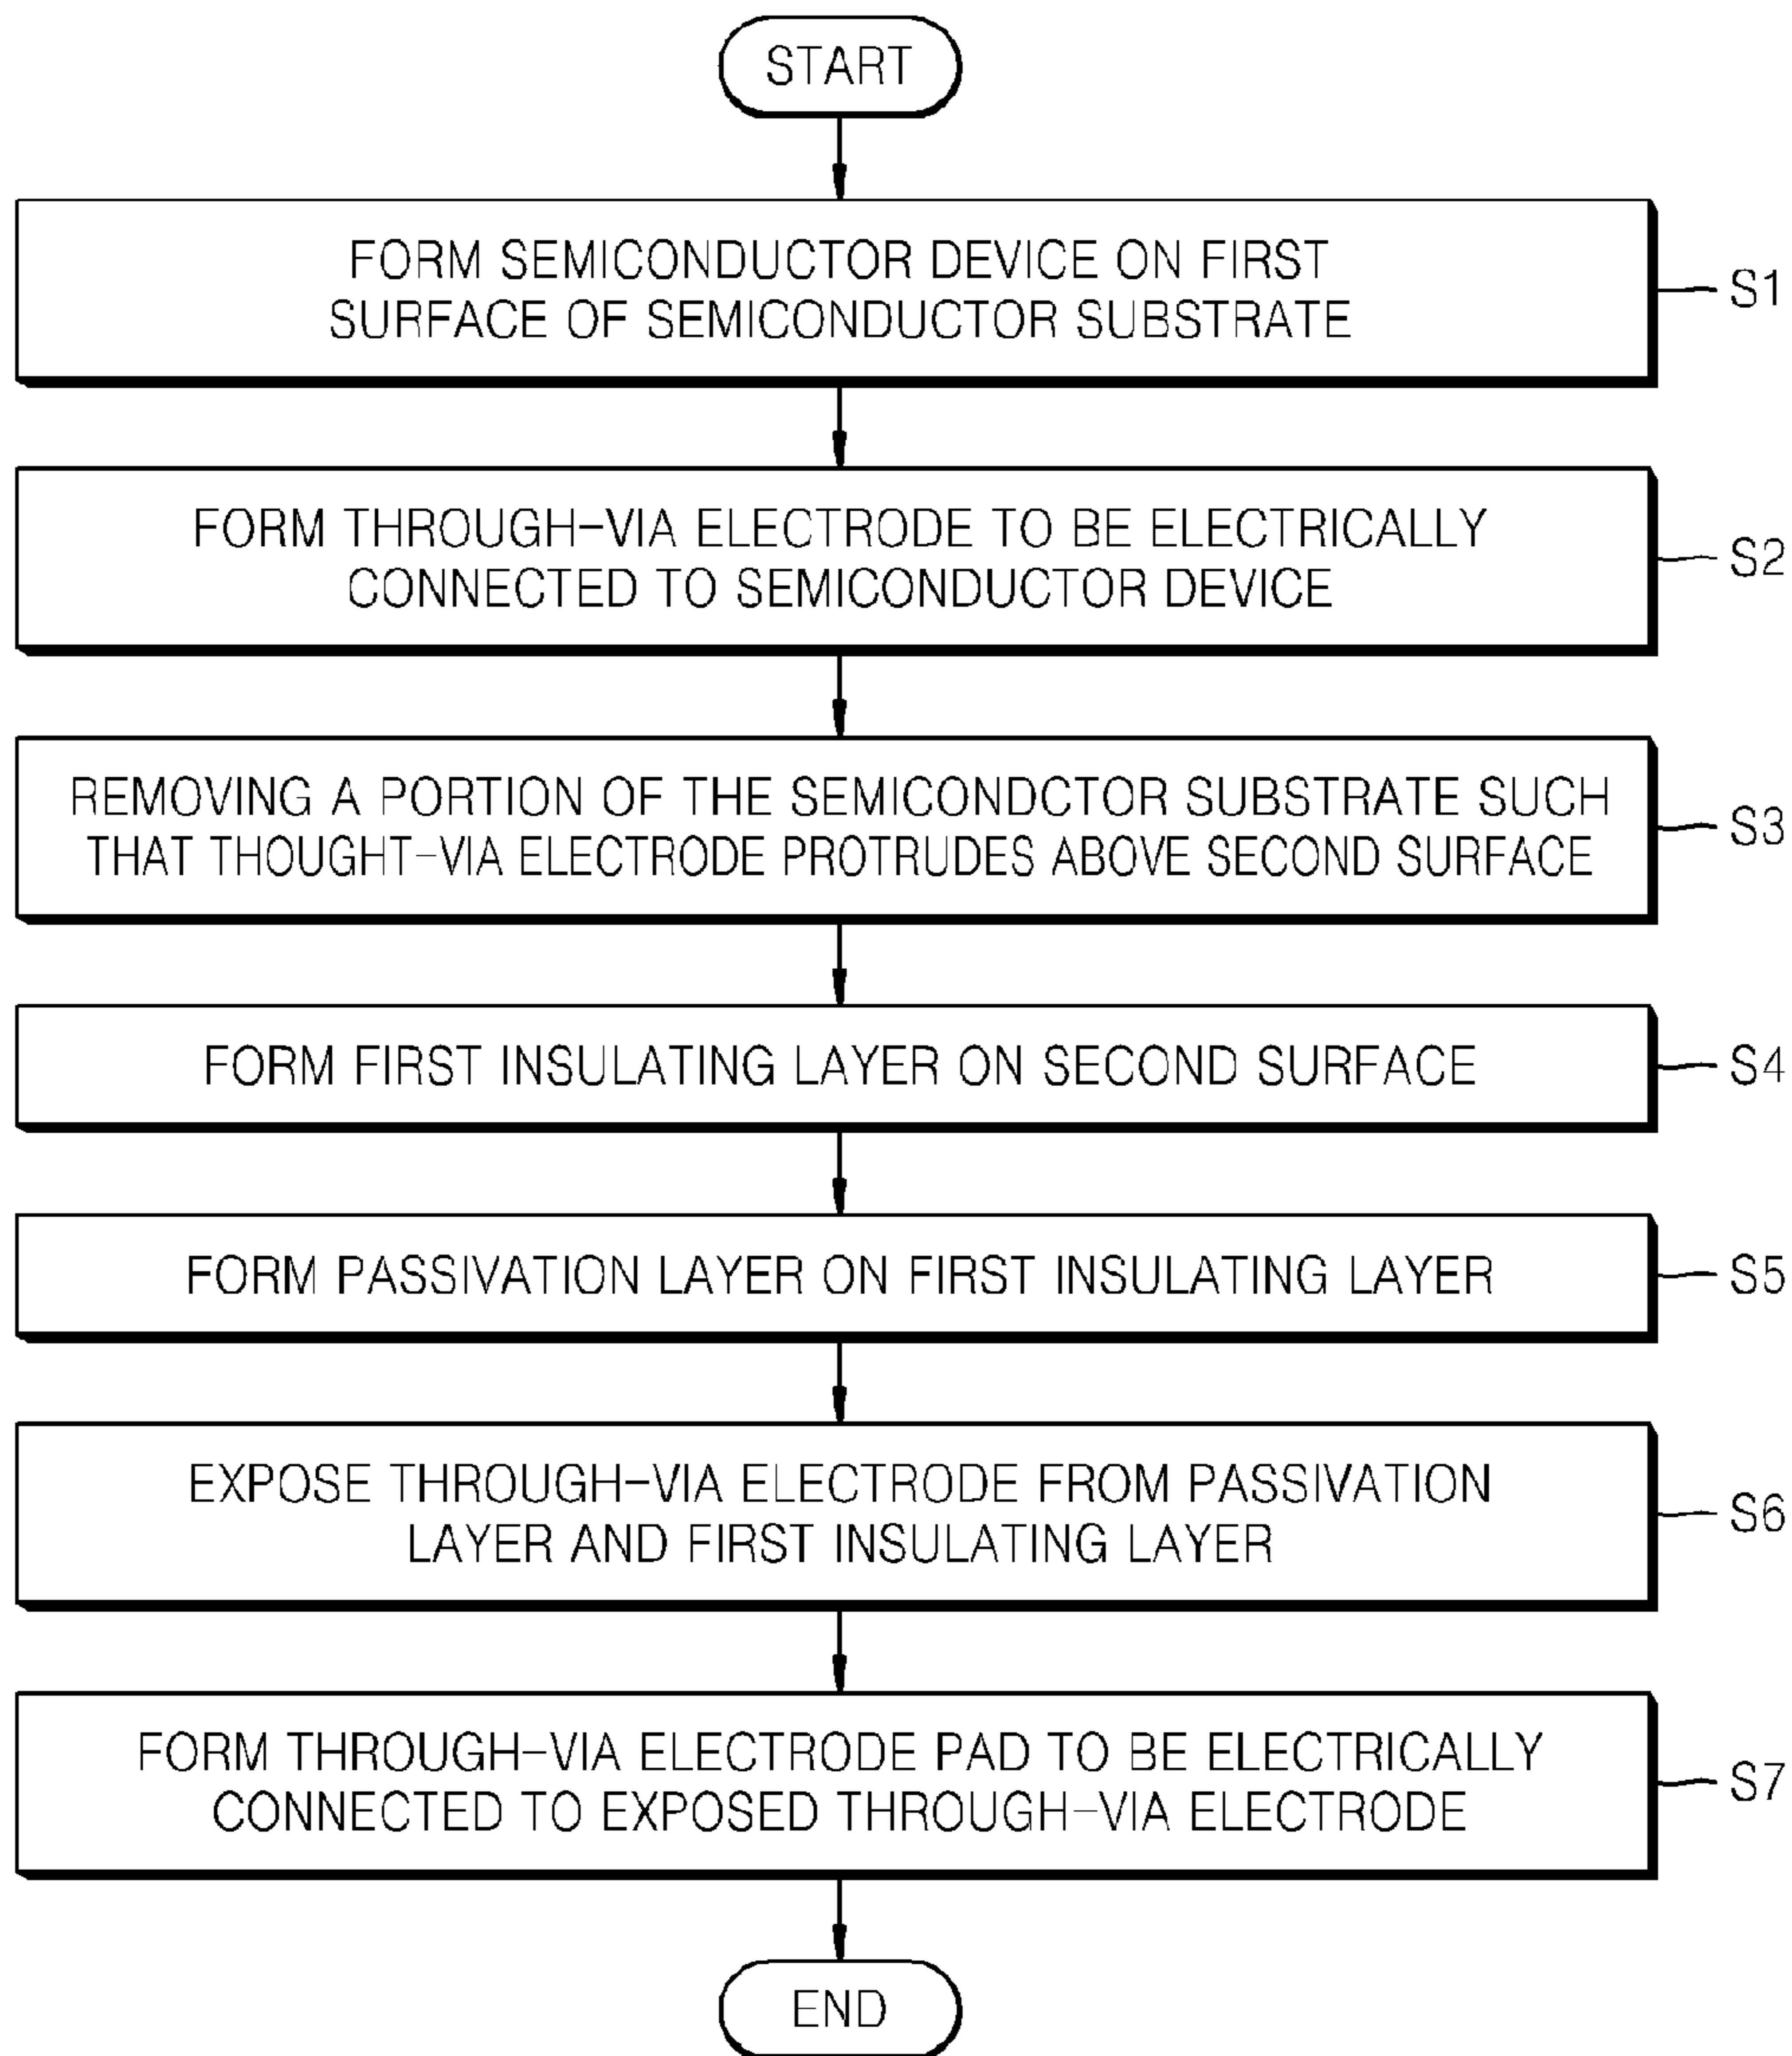 START
FORM SEMICONDUCTOR DEVICE ON FIRST
SURFACE OF SEMICONDUCTOR SUBSTRATE
S1
FORM THROUGH-VIA ELECTRODE TO BE ELECTRICALLY
CONNECTED TO SEMICONDUCTOR DEVICE
S2
REMOVING A PORTION OF THE SEMICONDCTOR SUBSTRATE SUCH
THAT THOUGHT-VIA ELECTRODE PROTRUDES ABOVE SECOND SURFACE
S3
FORM FIRST INSULATING LAYER ON SECOND SURFACE
S4
FORM PASSIVATION LAYER ON FIRST INSULATING LAYER
S5
EXPOSE THROUGH-VIA ELECTRODE FROM PASSIVATION
LAYER AND FIRST INSULATING LAYER
S6
FORM THROUGH-VIA ELECTRODE PAD TO BE ELECTRICALLY
CONNECTED TO EXPOSED THROUGH-VIA ELECTRODE
S7
END